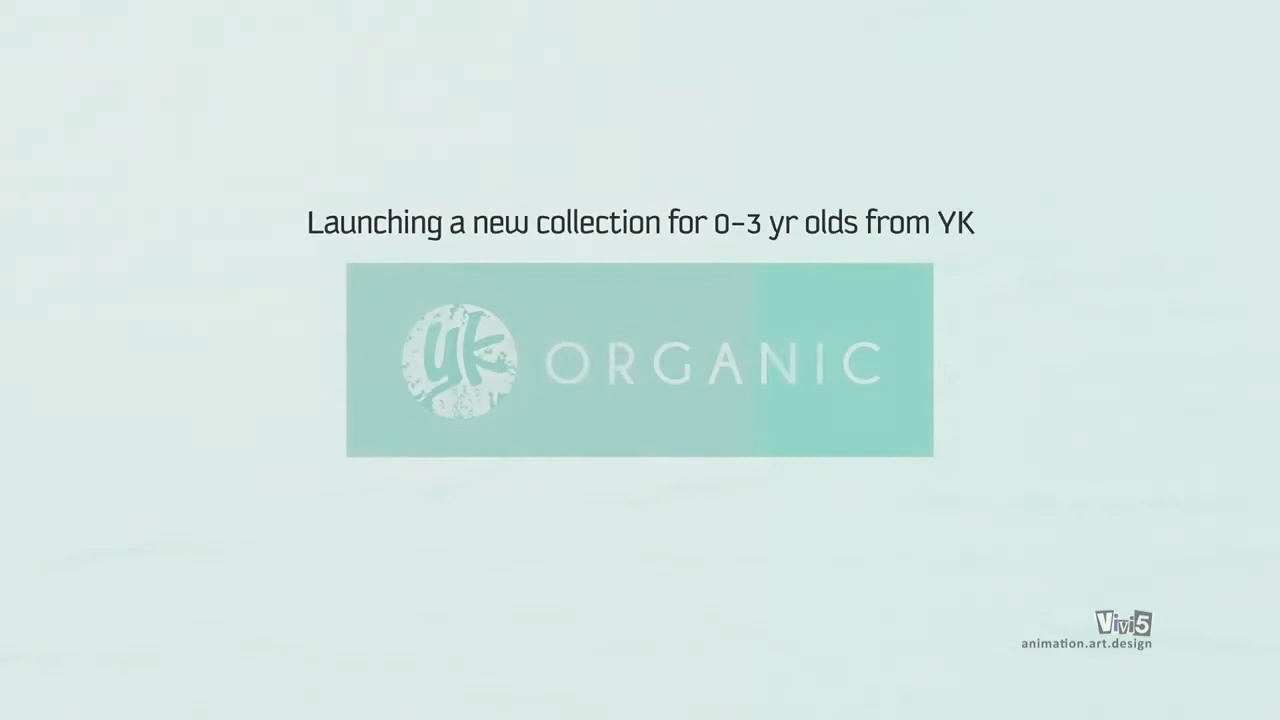 Launching a new collection for 0-3 yr olds from YK
yk ORGANIC
Vivi5
animation.art.design